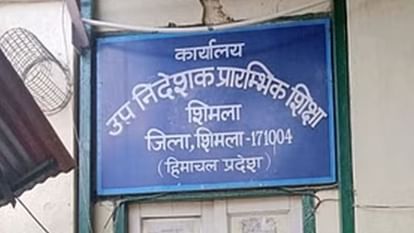 कार्यालय
उप निदेशक प्रारम्भिक शिक्षा
शिमला
जिला, शिमला-171004
(हिमाचल प्रदेश)